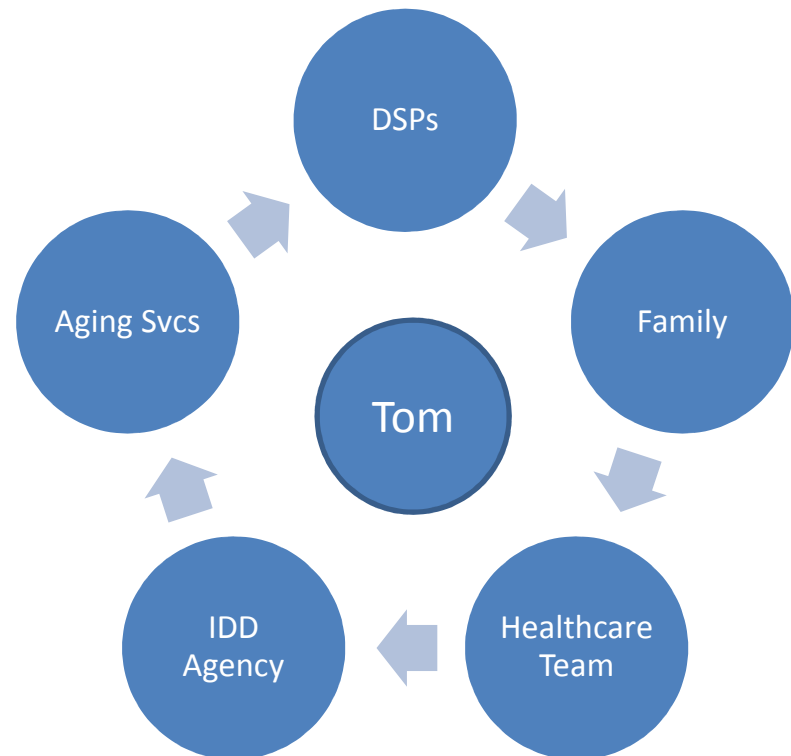 DSPs
Aging Svcs
Family
Tom
IDD
Agency
Healthcare
Team